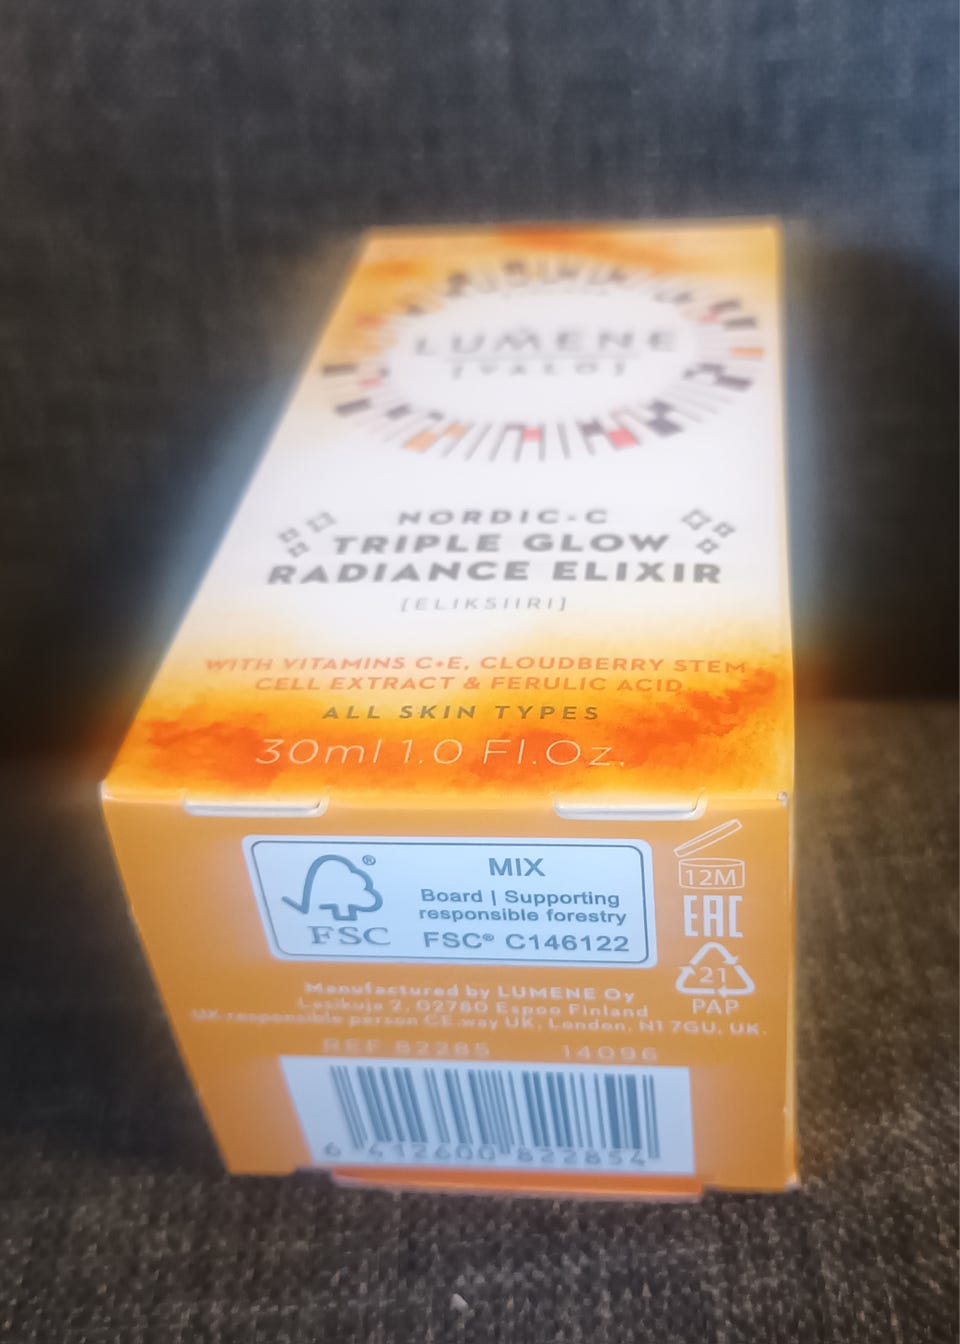 LUMENE
[VALO]
NORDIC-C
TRIPLE GLOW
RADIANCE ELIXIR
[ELIKSIIRI]
WITH VITAMINS C+E, CLOUDBERRY STEM
CELL EXTRACT & FERULIC ACID
ALL SKIN TYPES
30ml 1.0 Fl.Oz.
MIX
Board | Supporting
responsible forestry
FSC® C146122
® FSC
12M
EAC
21
PAP
Manufactured by LUMENE Oy
Lasikuja 2, 02780 Espoo Finland
UK responsible person CE.way UK, London, N1 7GU, UK.
REF 82285 14096
6 412600 822854